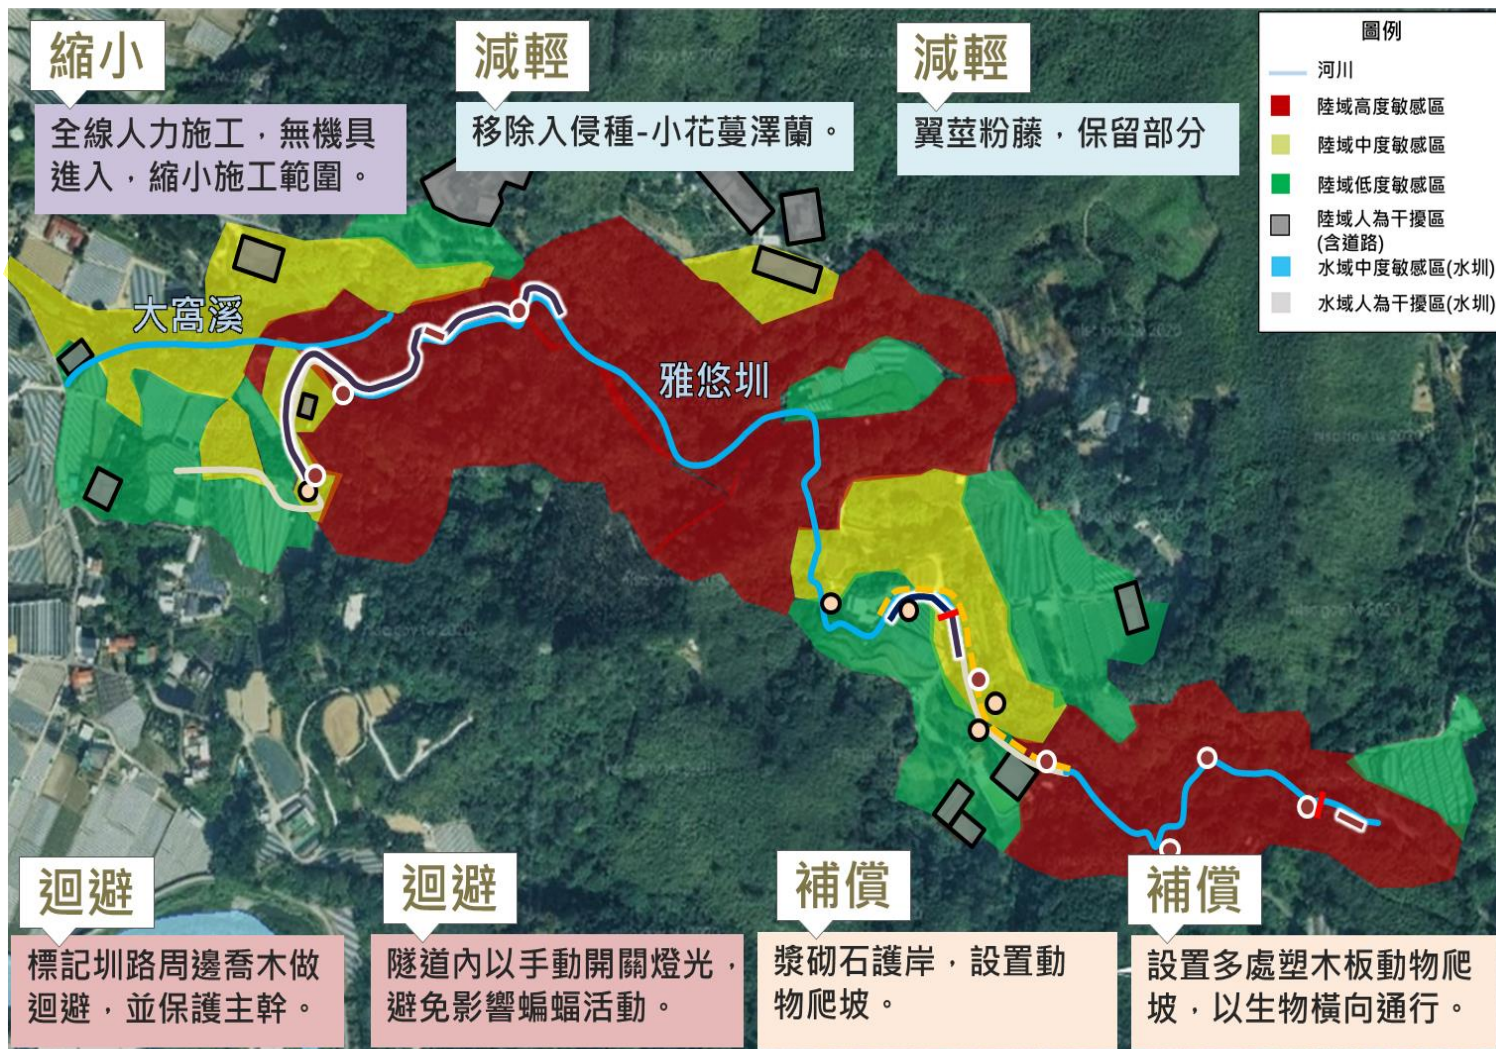 縮小
全線人力施工，無機具
進入，縮小施工範圍。
減輕
移除入侵種-小花蔓澤蘭。
減輕
翼莖粉藤，保留部分
圖例
河川
陸域高度敏感區
陸域中度敏感區
陸域低度敏感區
陸域人為干擾區
(含道路)
水域中度敏感區(水圳)
水域人為干擾區(水圳)
大窩溪
雅悠圳
迴避
標記圳路周邊喬木做
迴避，並保護主幹。
迴避
隧道內以手動開關燈光，
避免影響蝙蝠活動。
補償
漿砌石護岸，設置動
物爬坡。
補償
設置多處塑木板動物爬
坡，以生物橫向通行。